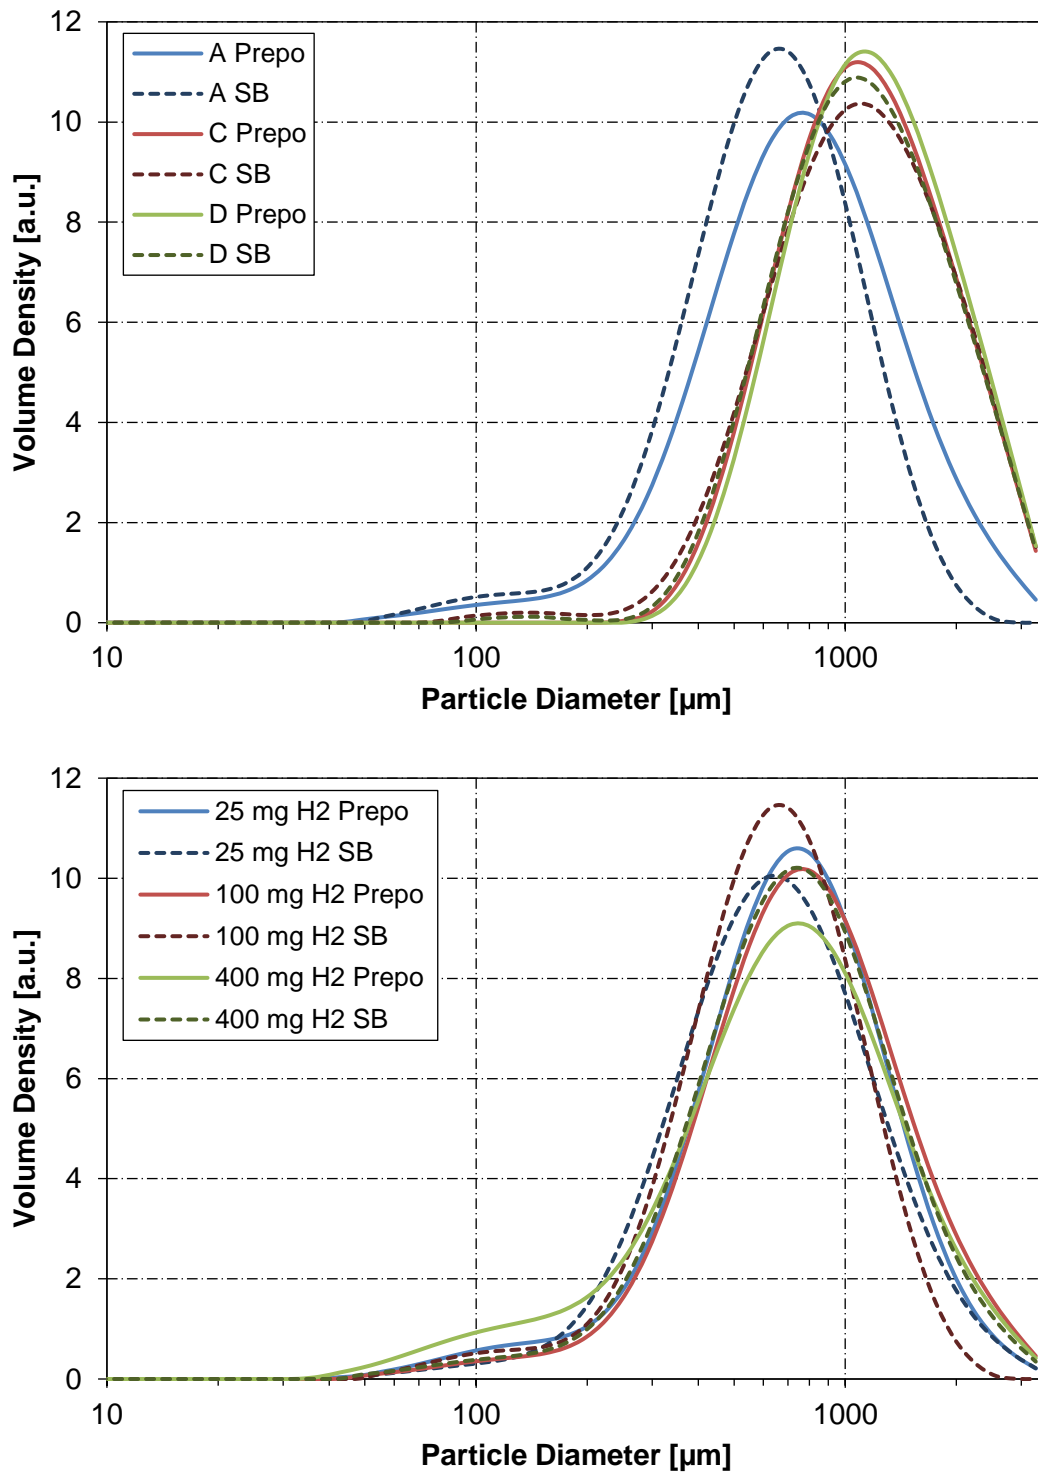 12
10
8
6
4
2
0
Volume Density [a.u.]
A Prepo
A SB
C Prepo
C SB
D Prepo
D SB
10 100 1000
Particle Diameter [µm]
12
10
8
6
4
2
0
Volume Density [a.u.]
25 mg H2 Prepo
25 mg H2 SB
100 mg H2 Prepo
100 mg H2 SB
400 mg H2 Prepo
400 mg H2 SB
10 100 1000
Particle Diameter [µm]